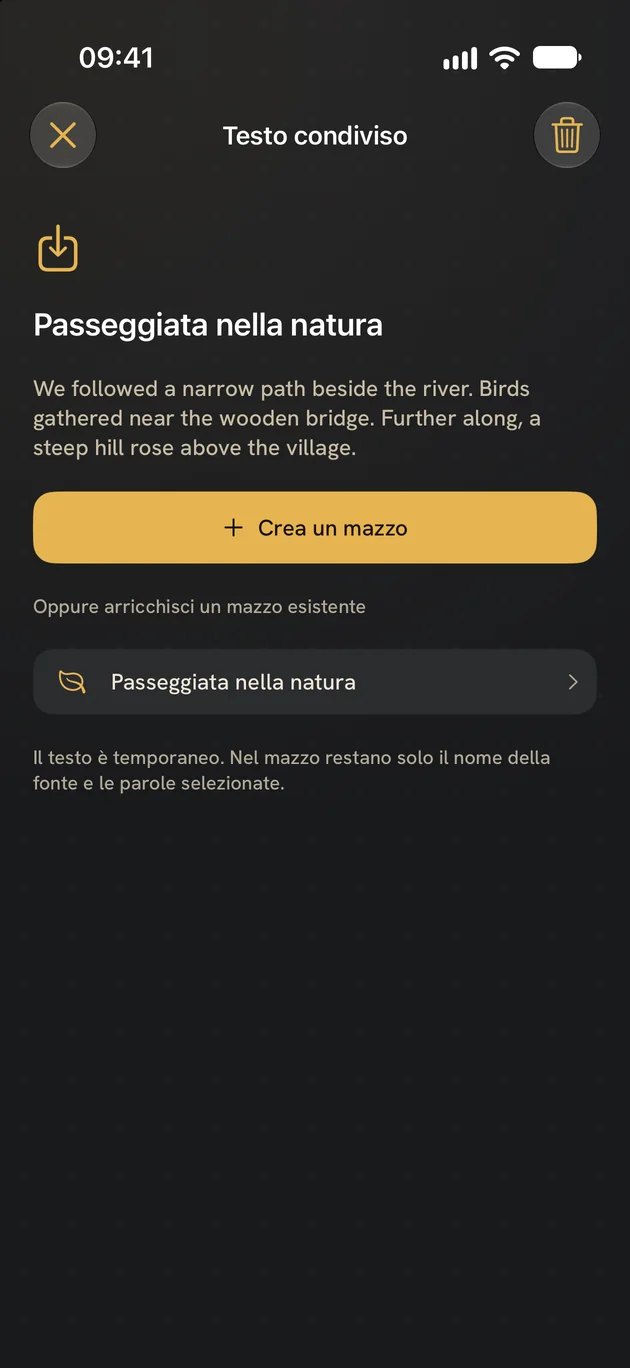 09:41
Testo condiviso
Passeggiata nella natura
We followed a narrow path beside the river. Birds
gathered near the wooden bridge. Further along, a
steep hill rose above the village.
Crea un mazzo
Oppure arricchisci un mazzo esistente
Passeggiata nella natura
Il testo è temporaneo. Nel mazzo restano solo il nome della
fonte e le parole selezionate.